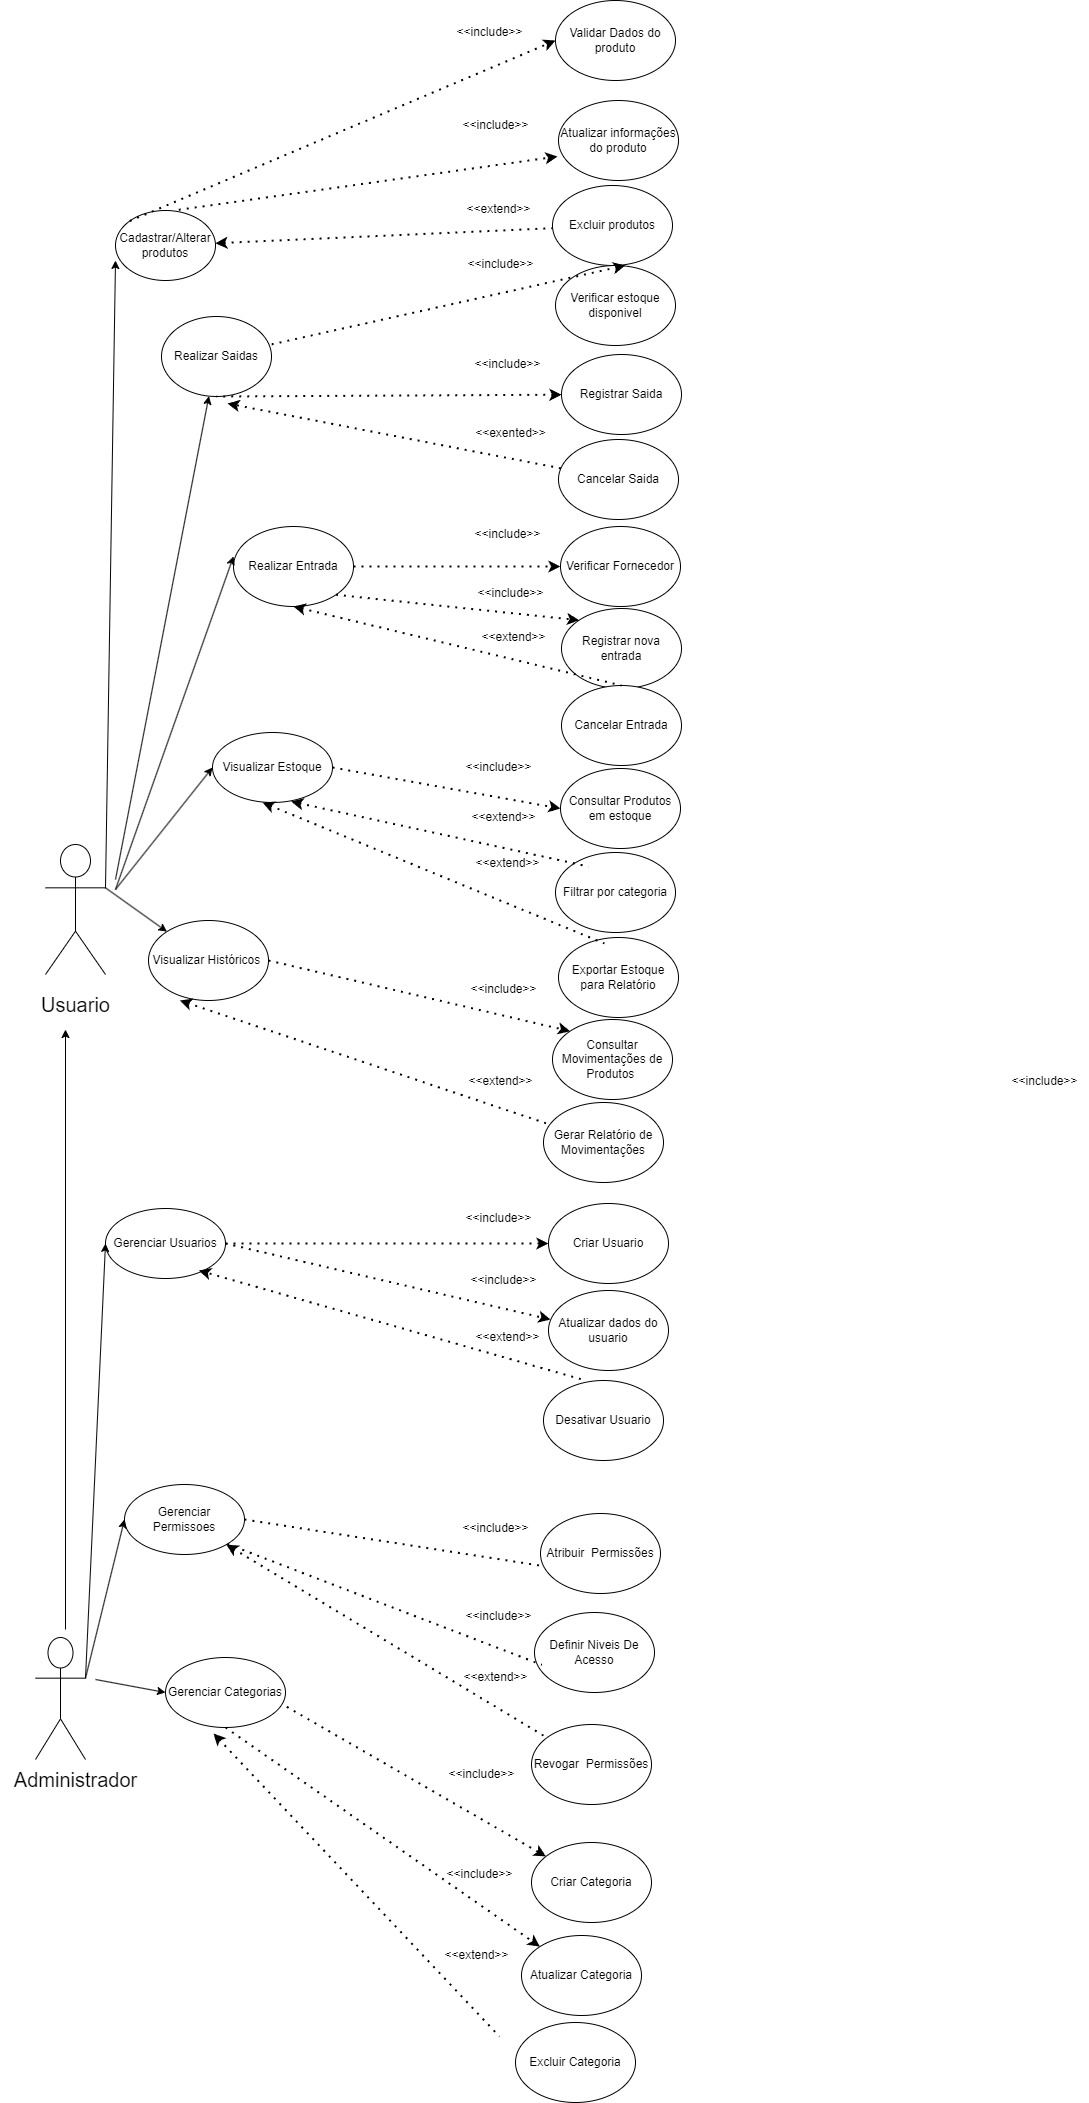 <<include>>
Validar Dados do
produto
<<include>>
Atualizar informações
do produto
<<extend>>
Excluir produtos
Cadastrar/Alterar
produtos
<<include>>
Verificar estoque
disponivel
Realizar Saidas
<<include>>
Registrar Saida
<<exented>>
Cancelar Saida
<<include>>
Realizar Entrada
Verificar Fornecedor
<<include>>
<<extend>>
Registrar nova
entrada
Cancelar Entrada
Visualizar Estoque
<<include>>
Consultar Produtos
em estoque
<<extend>>
<<extend>>
Filtrar por categoria
Visualizar Históricos
Exportar Estoque
para Relatório
<<include>>
Usuario
Consultar
Movimentações de
Produtos
<<extend>>
<<include>>
Gerar Relatório de
Movimentações
<<include>>
Gerenciar Usuarios
Criar Usuario
<<include>>
Atualizar dados do
usuario
<<extend>>
Desativar Usuario
Gerenciar
Permissoes
<<include>>
Atribuir  Permissões
<<include>>
Definir Niveis De
Acesso
<<extend>>
Gerenciar Categorias
Revogar  Permissões
<<include>>
Administrador
<<include>>
Criar Categoria
<<extend>>
Atualizar Categoria
Excluir Categoria